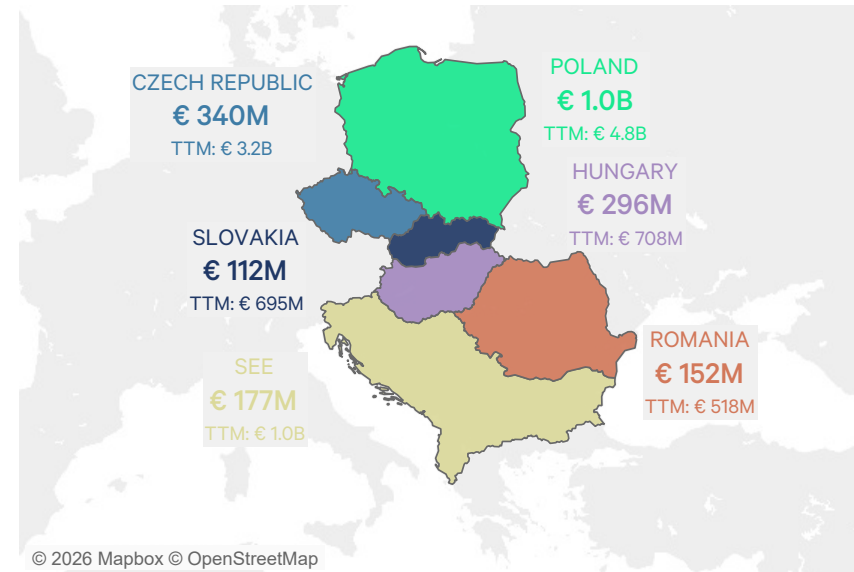 CZECH REPUBLIC
€ 340M
TTM: € 3.2B
POLAND
€ 1.0B
TTM: € 4.8B
HUNGARY
€ 296M
TTM: € 708M
SLOVAKIA
€ 112M
TTM: € 695M
ROMANIA
€ 152M
TTM: € 518M
SEE
€ 177M
TTM: € 1.0B
© 2026 Mapbox © OpenStreetMap